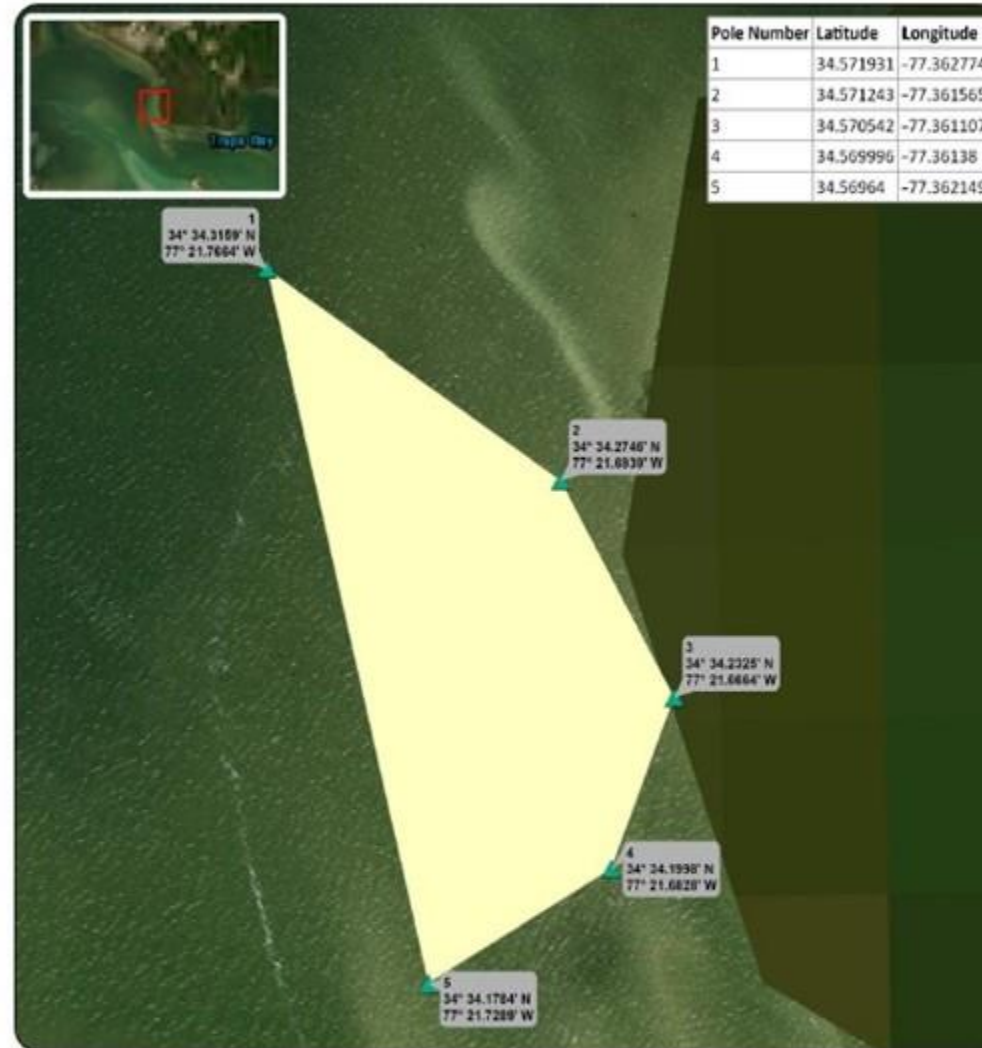 Pole Number Latitude Longitude
1 34.571931 -77.362774
2 34.571243 -77.361565
3 34.570542 -77.361107
4 34.569996 -77.36138
5 34.56964 -77.362149
1
34° 34.3159' N
77° 21.7664' W
2
34° 34.2746' N
77° 21.6939' W
3
34° 34.2325' N
77° 21.6664' W
4
34° 34.1998' N
77° 21.6828' W
5
34° 34.1784' N
77° 21.7289' W